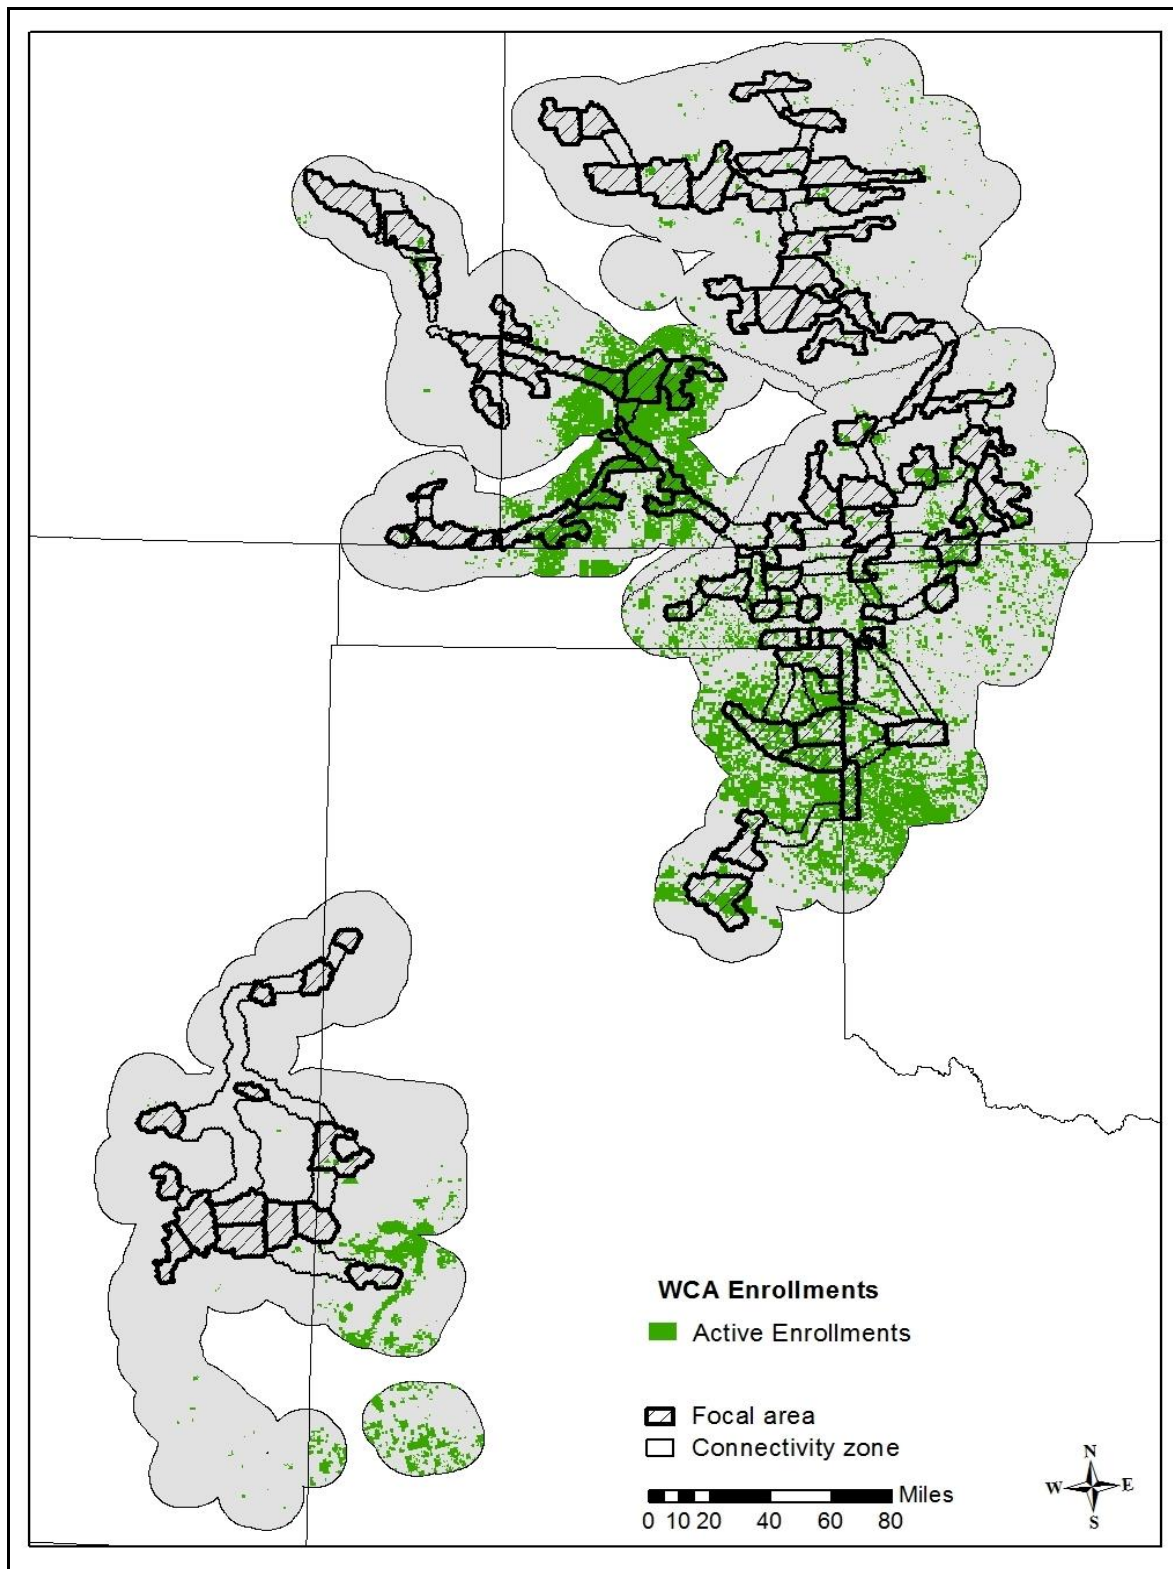 WCA Enrollments
Active Enrollments
Focal area
Connectivity zone
Miles
0 10 20 40 60 80
N
W E
S